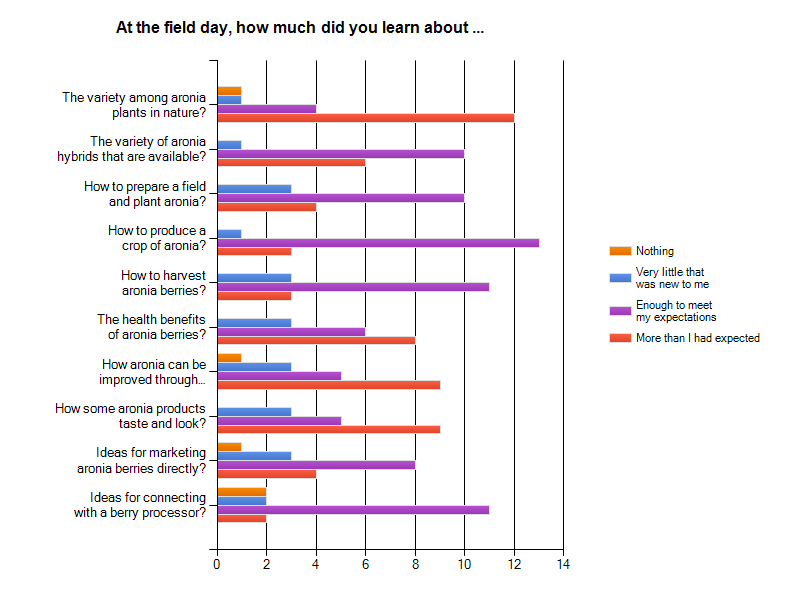 At the field day, how much did you learn about ...
The variety among aronia
plants in nature?
The variety of aronia
hybrids that are available?
How to prepare a field
and plant aronia?
How to produce a
crop of aronia?
How to harvest
aronia berries?
The health benefits
of aronia berries?
How aronia can be
improved through...
How some aronia products
taste and look?
Ideas for marketing
aronia berries directly?
Ideas for connecting
with a berry processor?
0 2 4 6 8 10 12 14
Nothing
Very little that
was new to me
Enough to meet
my expectations
More than I had expected